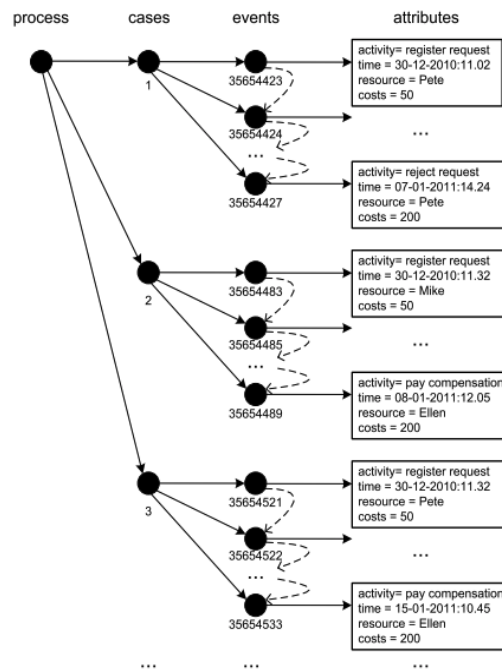 process cases events attributes
activity= register request
time = 30-12-2010:11.02
resource = Pete
costs = 50
1
35654423
35654424
...
...
35654427
activity= reject request
time = 07-01-2011:14.24
resource = Pete
costs = 200
activity= register request
time = 30-12-2010:11.32
resource = Mike
costs = 50
2
35654483
35654485
...
...
35654489
activity= pay compensation
time = 08-01-2011:12.05
resource = Ellen
costs = 200
activity= register request
time = 30-12-2010:11.32
resource = Pete
costs = 50
3
35654521
35654522
...
...
35654533
activity= pay compensation
time = 15-01-2011:10.45
resource = Ellen
costs = 200
... ... ...